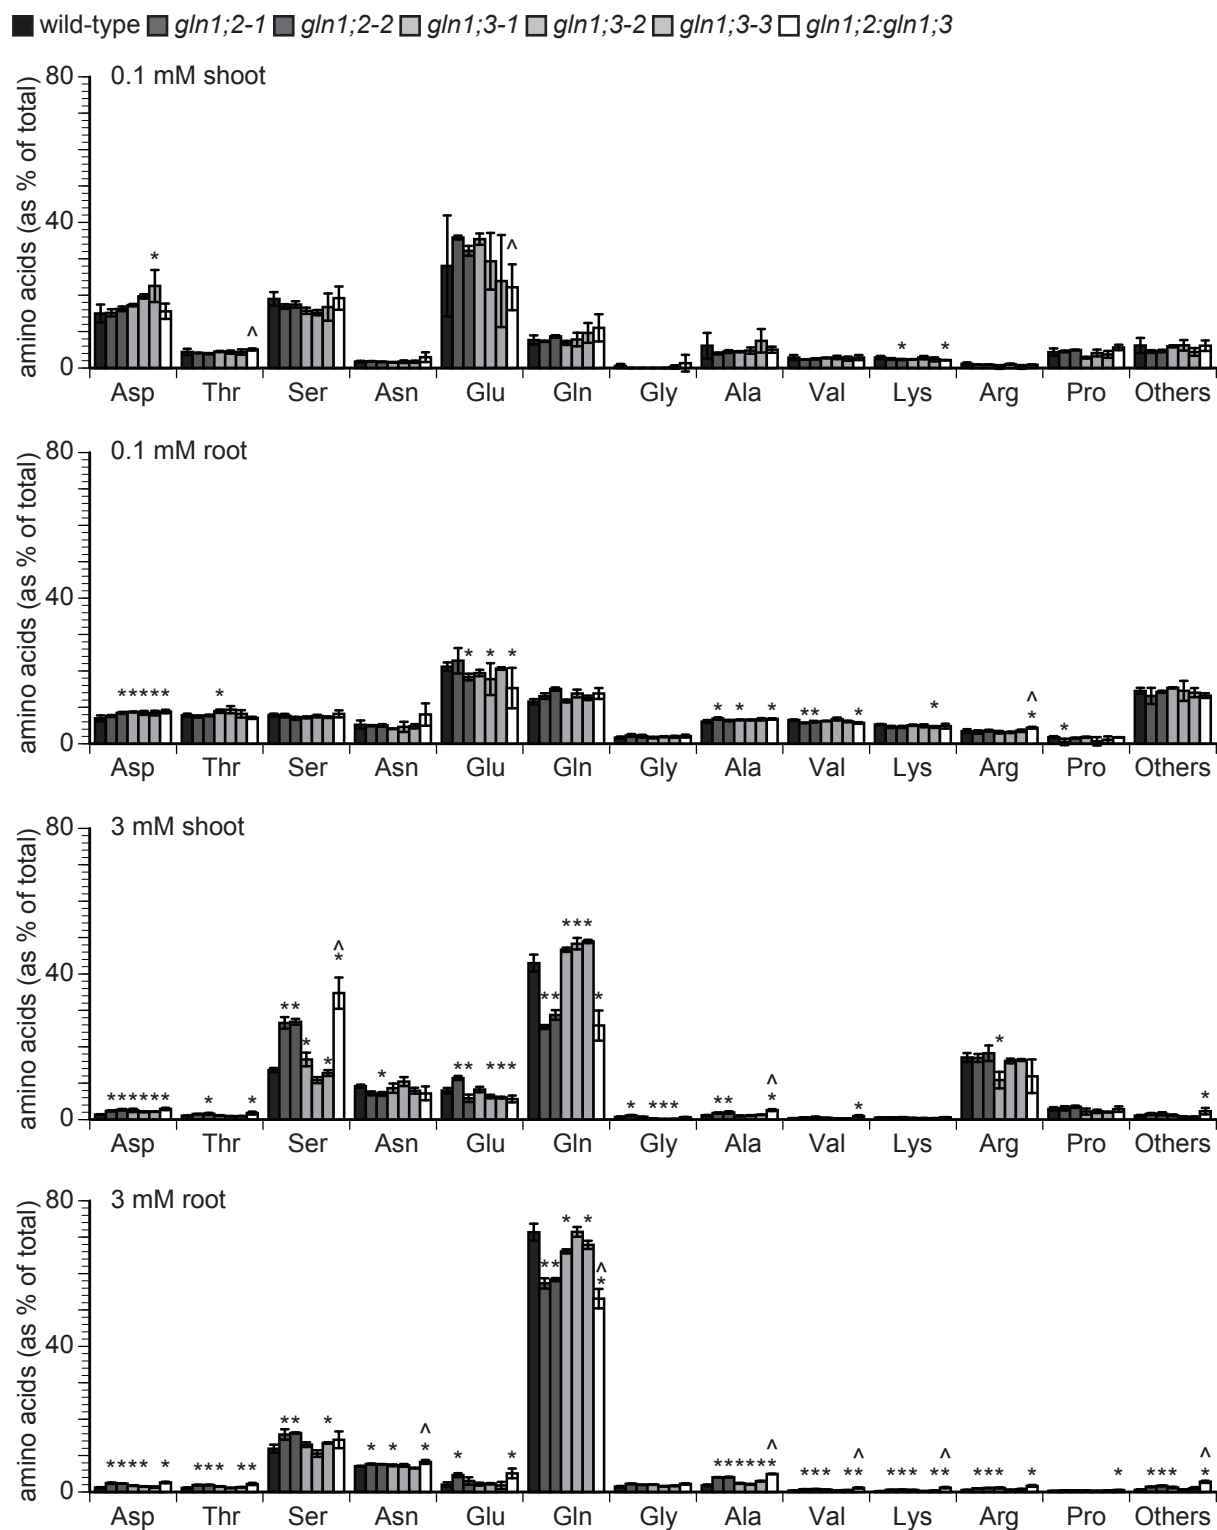 wild-type gln1;2-1 gln1;2-2 gln1;3-1 gln1;3-2 gln1;3-3 gln1;2:gln1;3
amino acids (as % of total)
0.1 mM shoot
80
40
0
*
^
^
* *
Asp Thr Ser Asn Glu Gln Gly Ala Val Lys Arg Pro Others
amino acids (as % of total)
0.1 mM root
80
40
0
***** * * * * * * * ** * * ^ * *
Asp Thr Ser Asn Glu Gln Gly Ala Val Lys Arg Pro Others
amino acids (as % of total)
3 mM shoot
80
40
0
****** * * ** * * ^ * * ** *** ** *** * * *** ** ^ * * * *
Asp Thr Ser Asn Glu Gln Gly Ala Val Lys Arg Pro Others
amino acids (as % of total)
3 mM root
80
40
0
**** * *** ** ** * * * ^ * * * ** * * ^ * ****** ^ *** ** ^ *** ** ^ *** * * *** ^ *
Asp Thr Ser Asn Glu Gln Gly Ala Val Lys Arg Pro Others